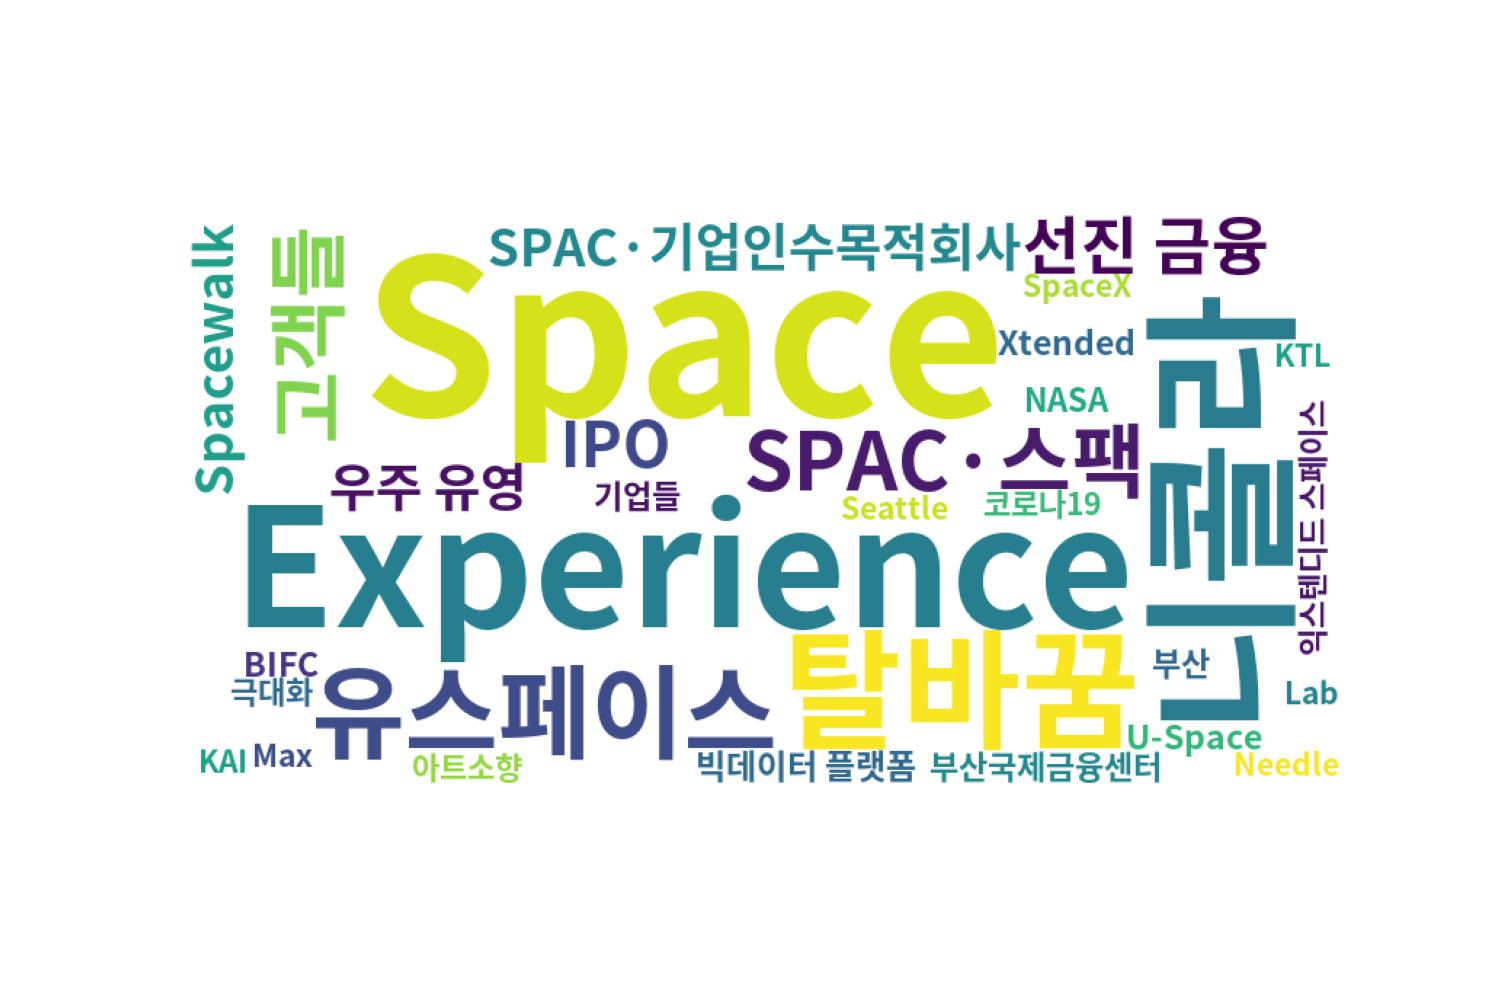 Spacewalk
고객들
SPAC·기업인수목적회사
선진 금융
SpaceX
Space
Xtended
니콜라
KTL
NASA
IPO
SPAC·스팩
우주 유영
기업들
Seattle
코로나19
익스텐디드 스페이스
Experience
탈바꿈
BIFC
극대화
유스페이스
부산
Lab
U-Space
KAI
Max
아트소향
빅데이터 플랫폼
부산국제금융센터
Needle